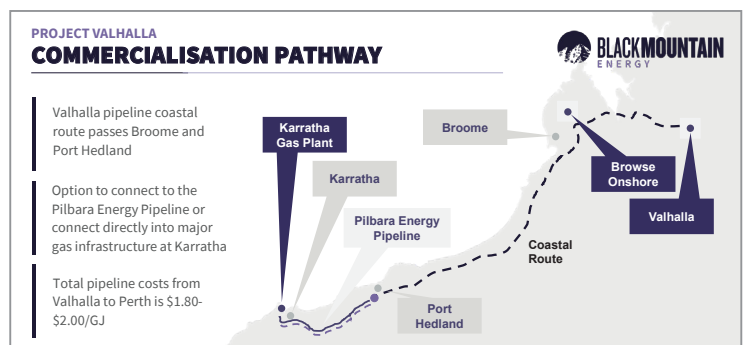 PROJECT VALHALLA
COMMERCIALISATION PATHWAY
BLACKMOUNTAIN
ENERGY
Valhalla pipeline coastal
route passes Broome and
Port Hedland
Option to connect to the
Pilbara Energy Pipeline or
connect directly into major
gas infrastructure at Karratha
Total pipeline costs from
Valhalla to Perth is $1.80-
$2.00/GJ
Karratha
Gas Plant
Karratha
Pilbara Energy
Pipeline
Broome
Browse
Onshore
Valhalla
Coastal
Route
Port
Hedland